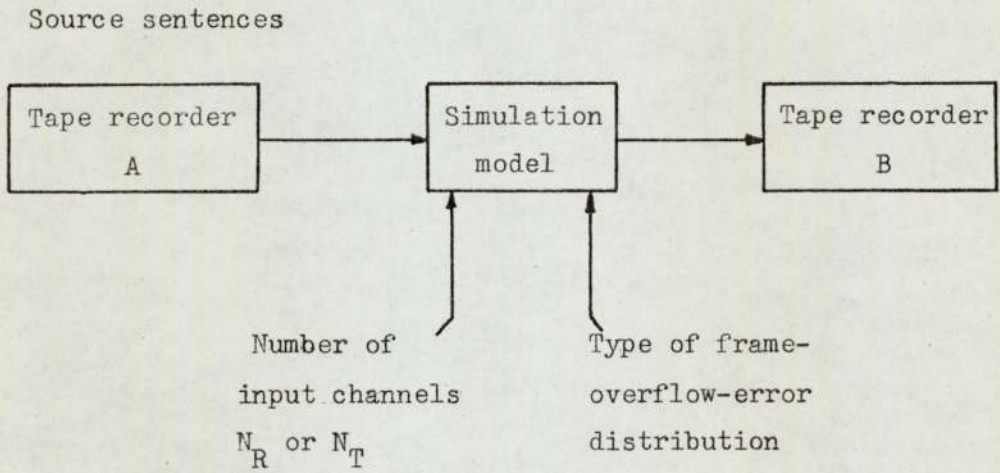 Source sentences
Tape recorder
A
Simulation
model
Tape recorder
B
Number of
input channels
N_R or N_T
Type of frame-
overflow-error
distribution